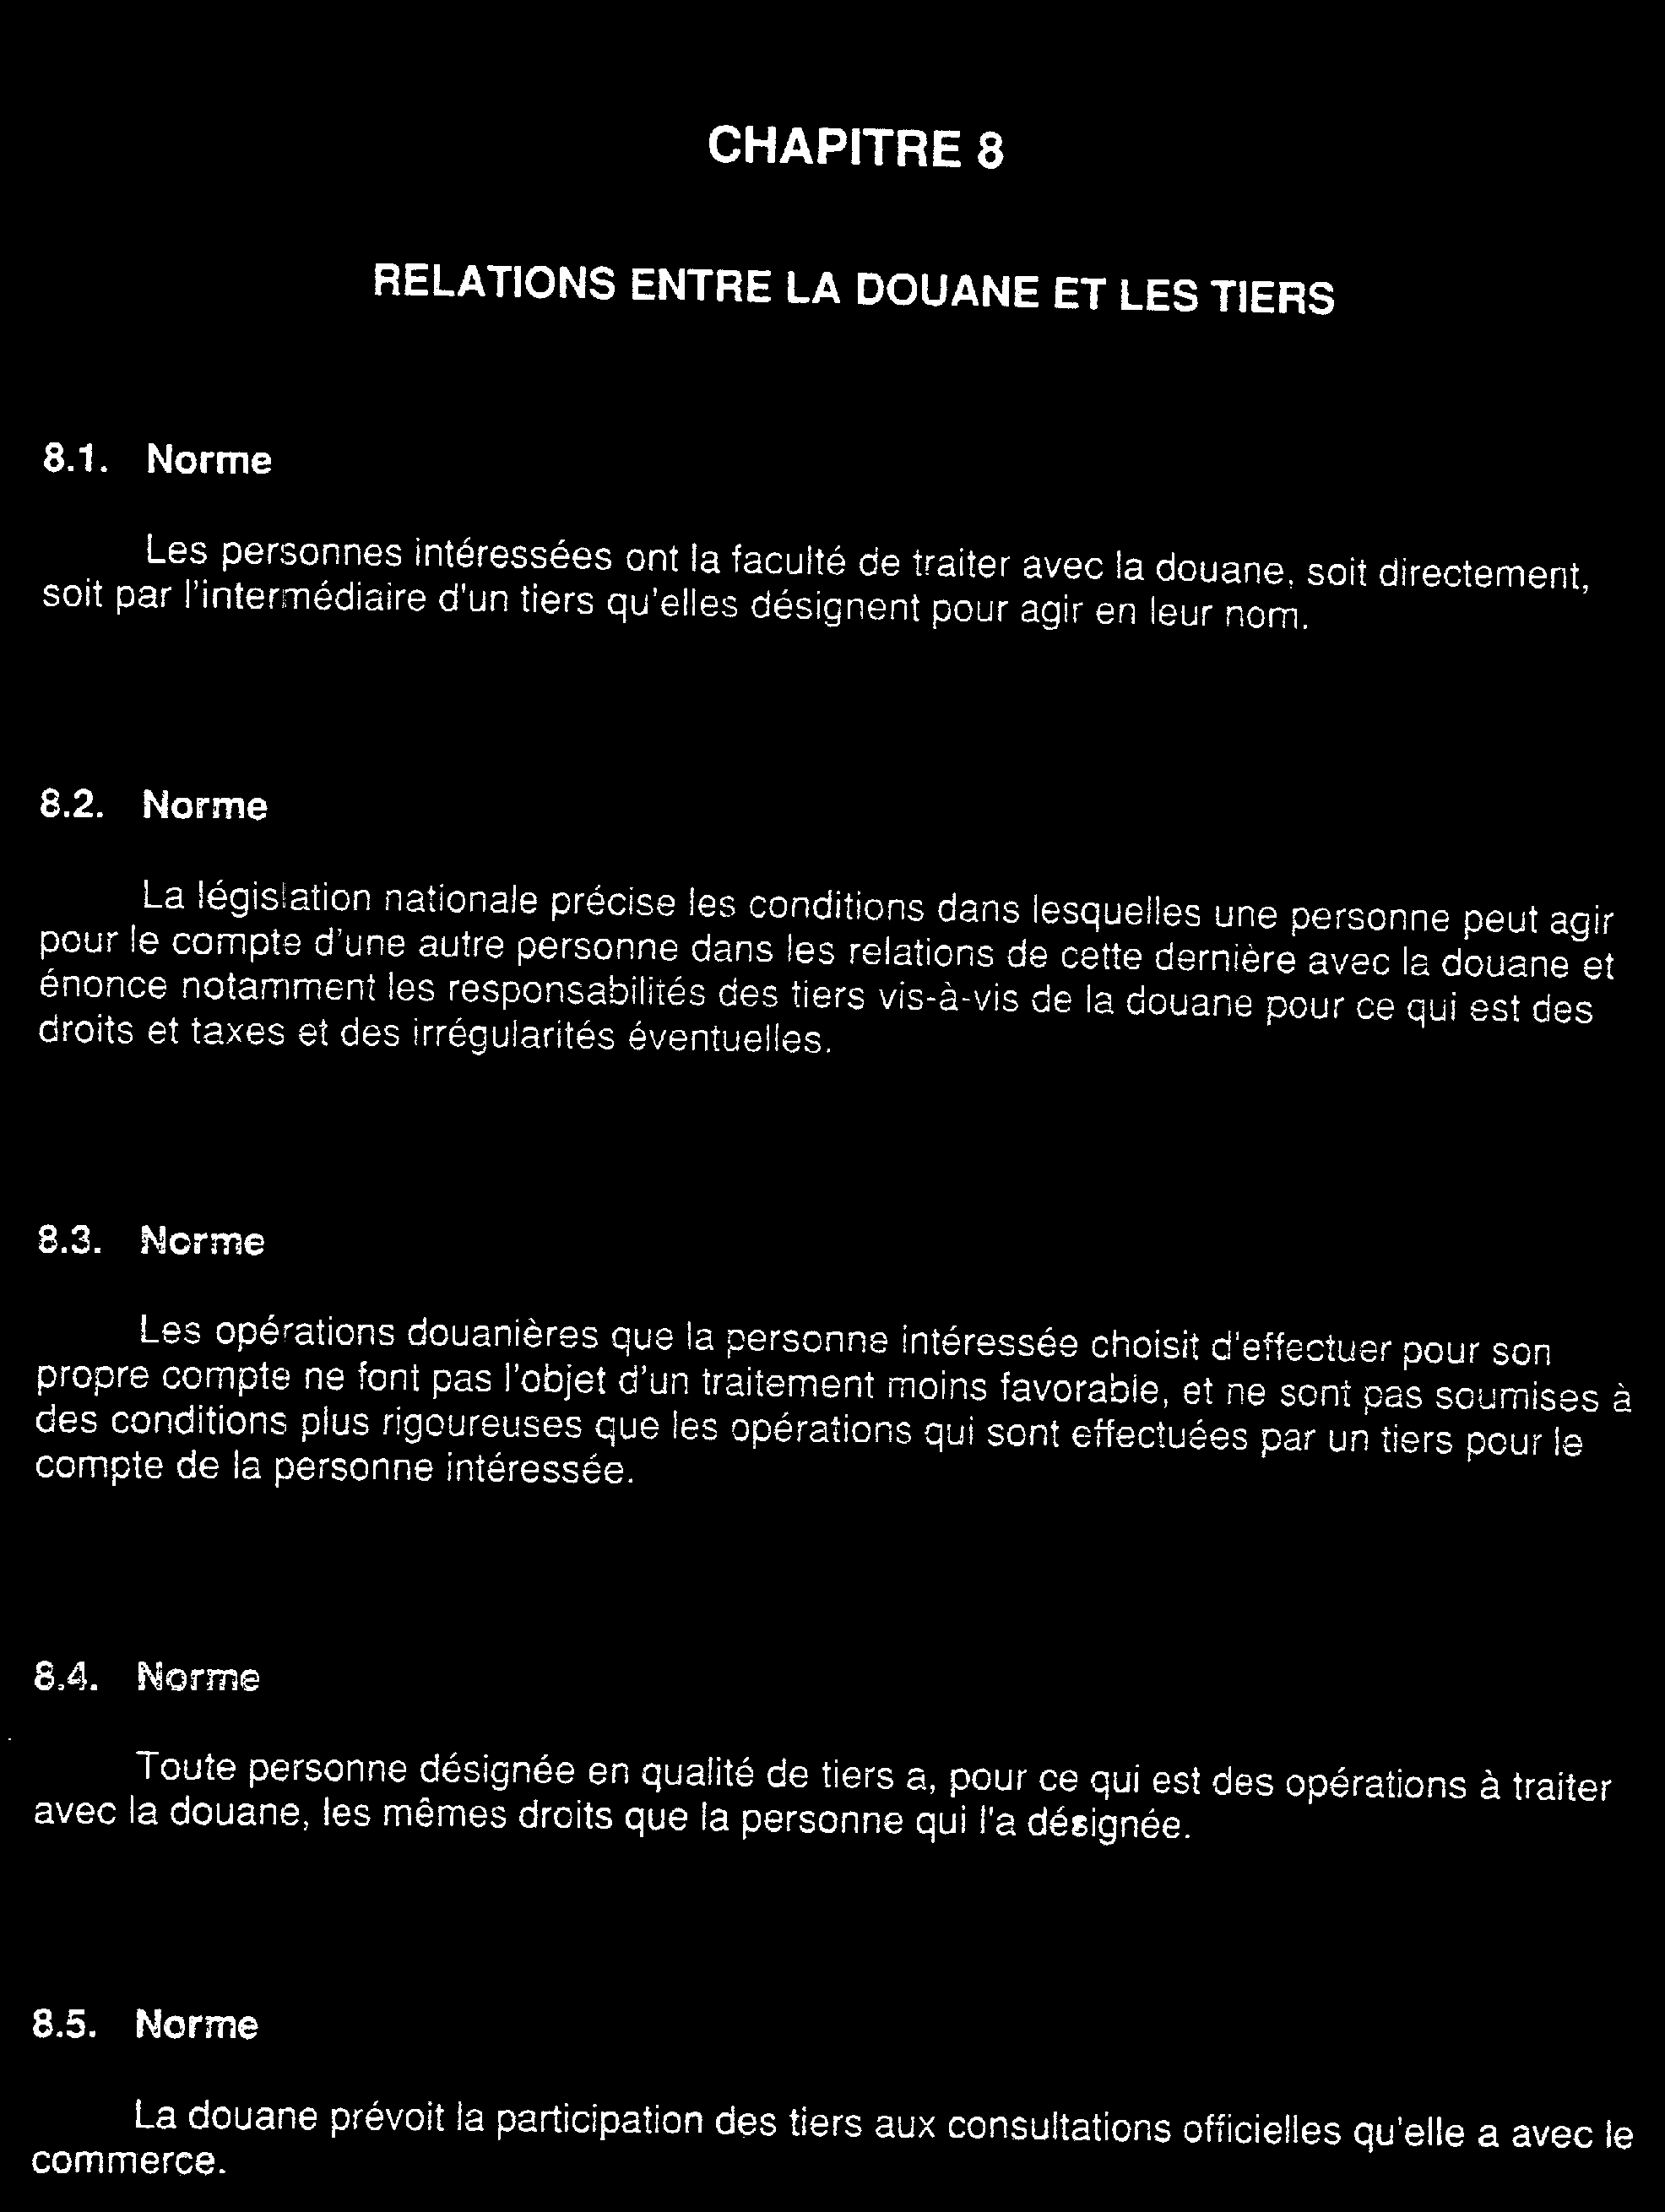 CHAPITRE 8
RELATIONS ENTRE LA DOUANE ET LES TIERS
8.1. Norme
Les personnes intéressées ont la faculté de traiter avec la douane, soit directement,
soit par l'intermédiaire d'un tiers qu'elles désignent pour agir en leur nom.
8.2. Norme
La législation nationale précise les conditions dans lesquelles une personne peut agir
pour le compte d'une autre personne dans les relations de cette dernière avec la douane et
énonce notamment les responsabilités des tiers vis-à-vis de la douane pour ce qui est des
droits et taxes et des irrégularités éventuelles.
8.3. Norme
Les opérations douanières que la personne intéressée choisit d'effectuer pour son
propre compte ne font pas l'objet d'un traitement moins favorable, et ne sont pas soumises à
des conditions plus rigoureuses que les opérations qui sont effectuées par un tiers pour le
compte de la personne intéressée.
8.4. Norme
Toute personne désignée en qualité de tiers a, pour ce qui est des opérations à traiter
avec la douane, les mêmes droits que la personne qui l'a désignée.
8.5. Norme
La douane prévoit la participation des tiers aux consultations officielles qu'elle a avec le
commerce.